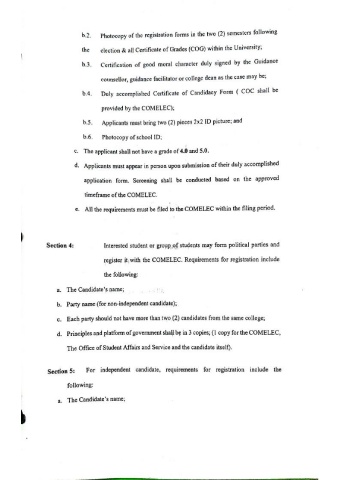 b.2. Photocopy of the registration forms in the two (2) semesters following
the election & all Certificate of Grades (COG) within the University;
b.3. Certification of good moral character duly signed by the Guidance
counsellor, guidance facilitator or college dean as the case may be;
b.4. Duly accomplished Certificate of Candidacy Form ( COC shall be
provided by the COMELEC);
b.5. Applicants must bring two (2) pieces 2x2 ID picture; and
b.6. Photocopy of school ID;
c. The applicant shall not have a grade of 4.0 and 5.0.
d. Applicants must appear in person upon submission of their duly accomplished
application form. Screening shall be conducted based on the approved
timeframe of the COMELEC.
e. All the requirements must be filed to the COMELEC within the filing period.
Section 4: Interested student or group of students may form political parties and
register it with the COMELEC. Requirements for registration include
the following:
a. The Candidate's name;
b. Party name (for non-independent candidate);
c. Each party should not have more than two (2) candidates from the same college;
d. Principles and platform of government shall be in 3 copies; (1 copy for the COMELEC,
The Office of Student Affairs and Service and the candidate itself).
Section 5: For independent candidate, requirements for registration include the
following:
a. The Candidate's name;